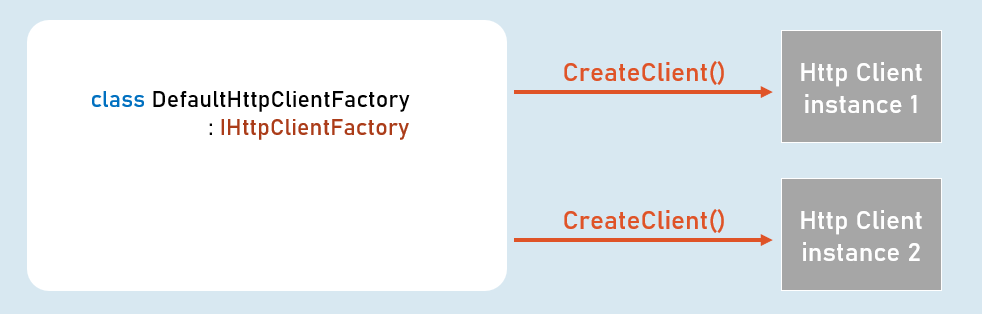 class DefaultHttpClientFactory
: IHttpClientFactory
CreateClient()
Http Client
instance 1
CreateClient()
Http Client
instance 2